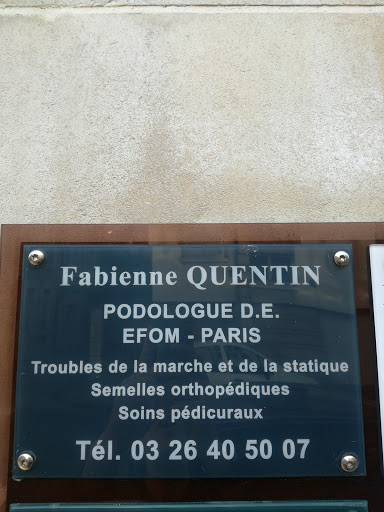 Fabienne QUENTIN
PODOLOGUE D.E.
EFOM - PARIS
Troubles de la marche et de la statique
Semelles orthopédiques
Soins pédicuraux
Tél. 03 26 40 50 07